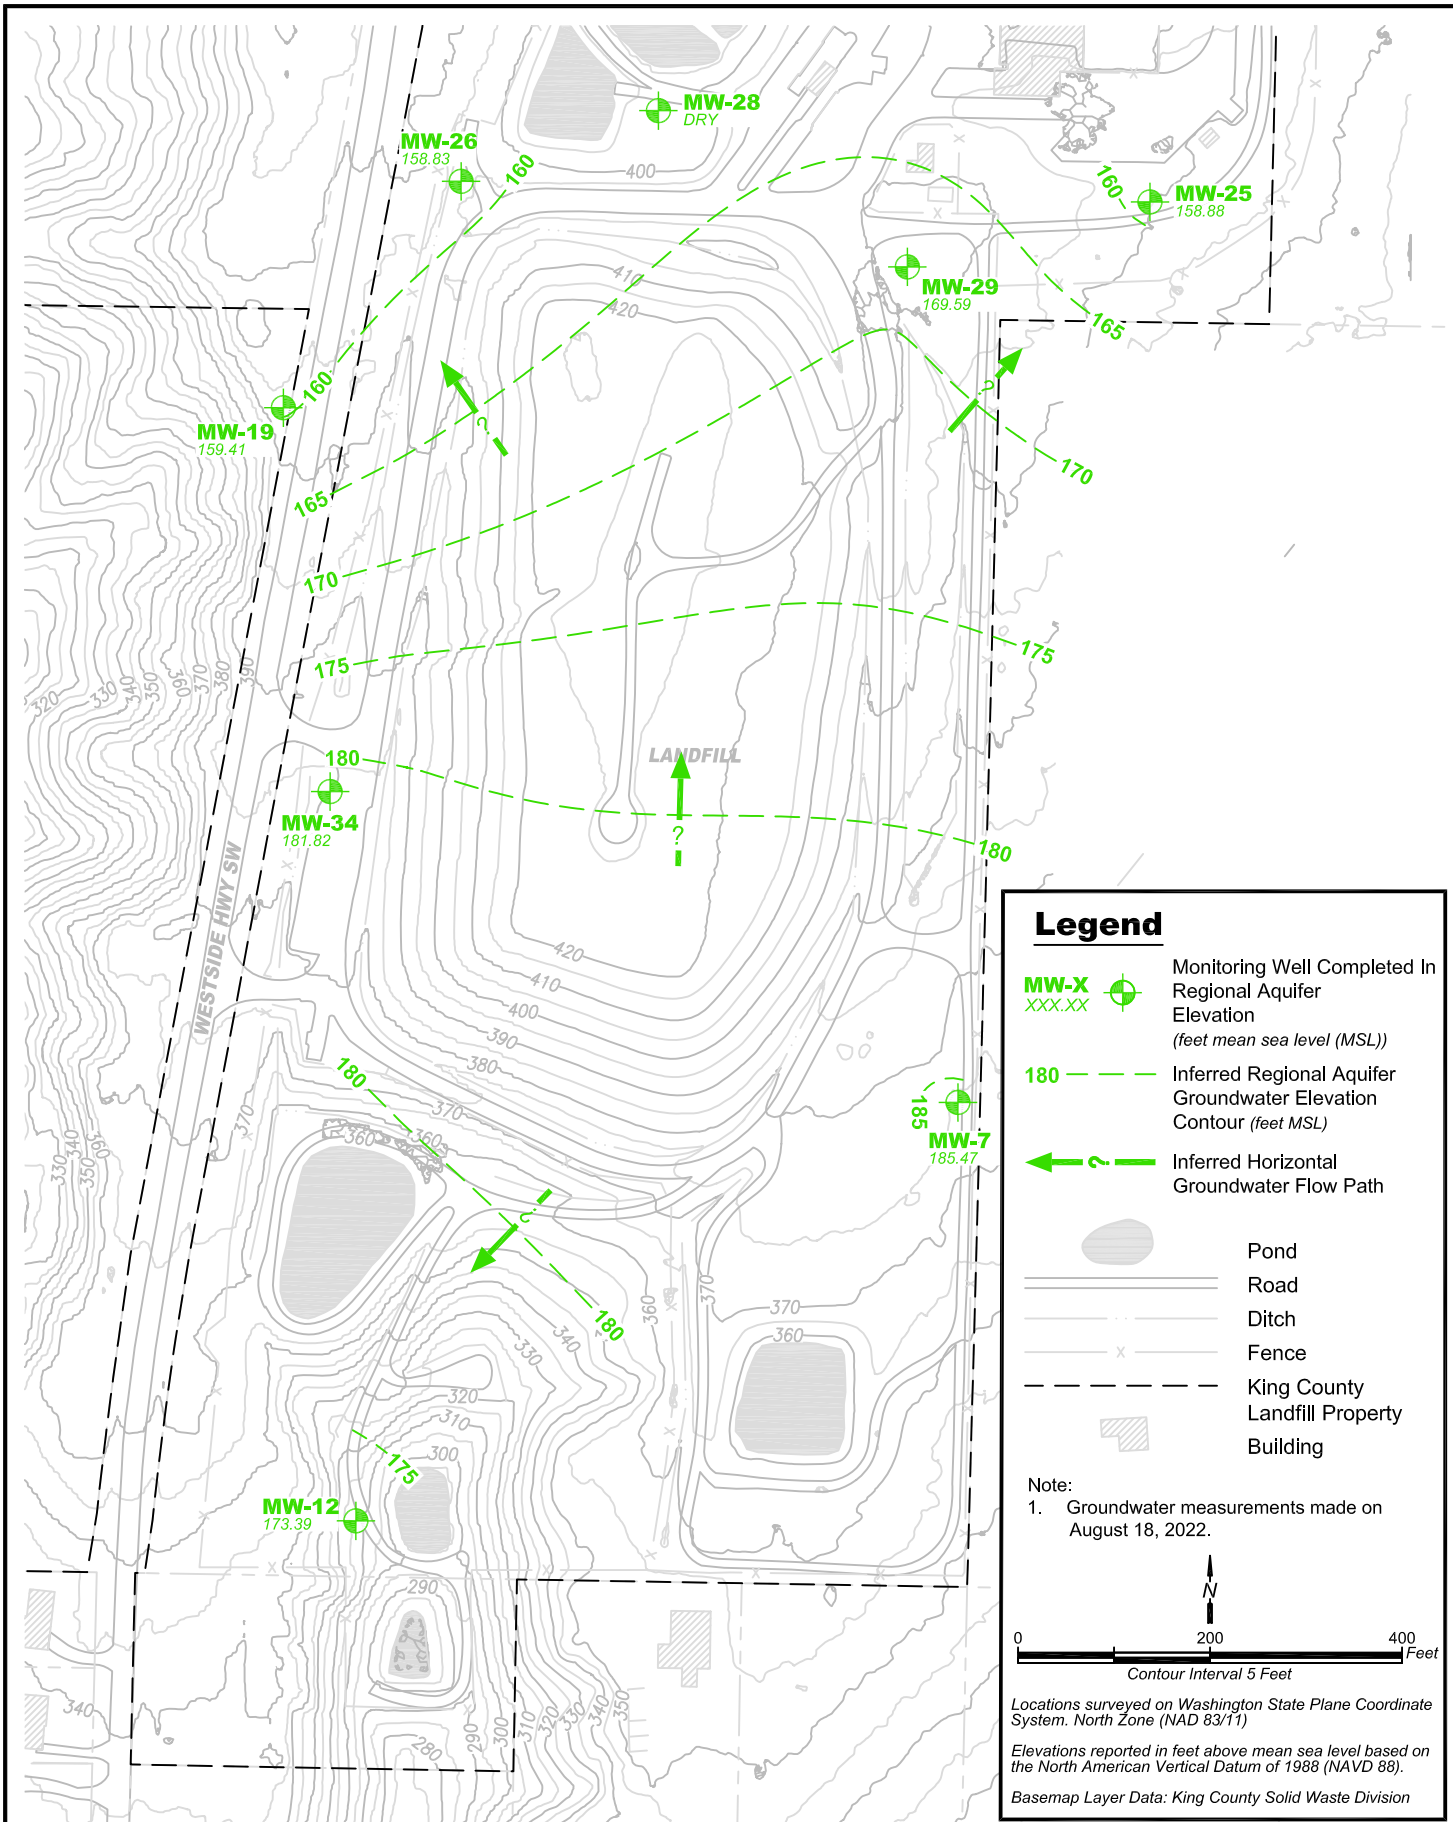 MW-28
DRY
MW-26
158.83
160
400
160
MW-25
158.88
410
420
MW-29
169.59
165
160
MW-19
159.41
165
170
170
175
175
320
330
340
350
360
370
380
390
180
LANDFILL
MW-34
181.82
?
180
WESTSIDE HWY SW
420
410
400
390
380
370
360
360
180
370
330
340
350
360
185
MW-7
185.47
?
?
?
180
360
370
370
360
340
330
320
310
300
175
MW-12
173.39
290
340
280
290
300
310
320
330
340
350
Legend
MW-X
XXX.XX
Monitoring Well Completed In
Regional Aquifer
Elevation
(feet mean sea level (MSL))
180
Inferred Regional Aquifer
Groundwater Elevation
Contour (feet MSL)
?
Inferred Horizontal
Groundwater Flow Path
Pond
Road
Ditch
X
Fence
King County
Landfill Property
Building
Note:
1. Groundwater measurements made on
August 18, 2022.
N
0 200 400
Feet
Contour Interval 5 Feet
Locations surveyed on Washington State Plane Coordinate
System. North Zone (NAD 83/11)
Elevations reported in feet above mean sea level based on
the North American Vertical Datum of 1988 (NAVD 88).
Basemap Layer Data: King County Solid Waste Division